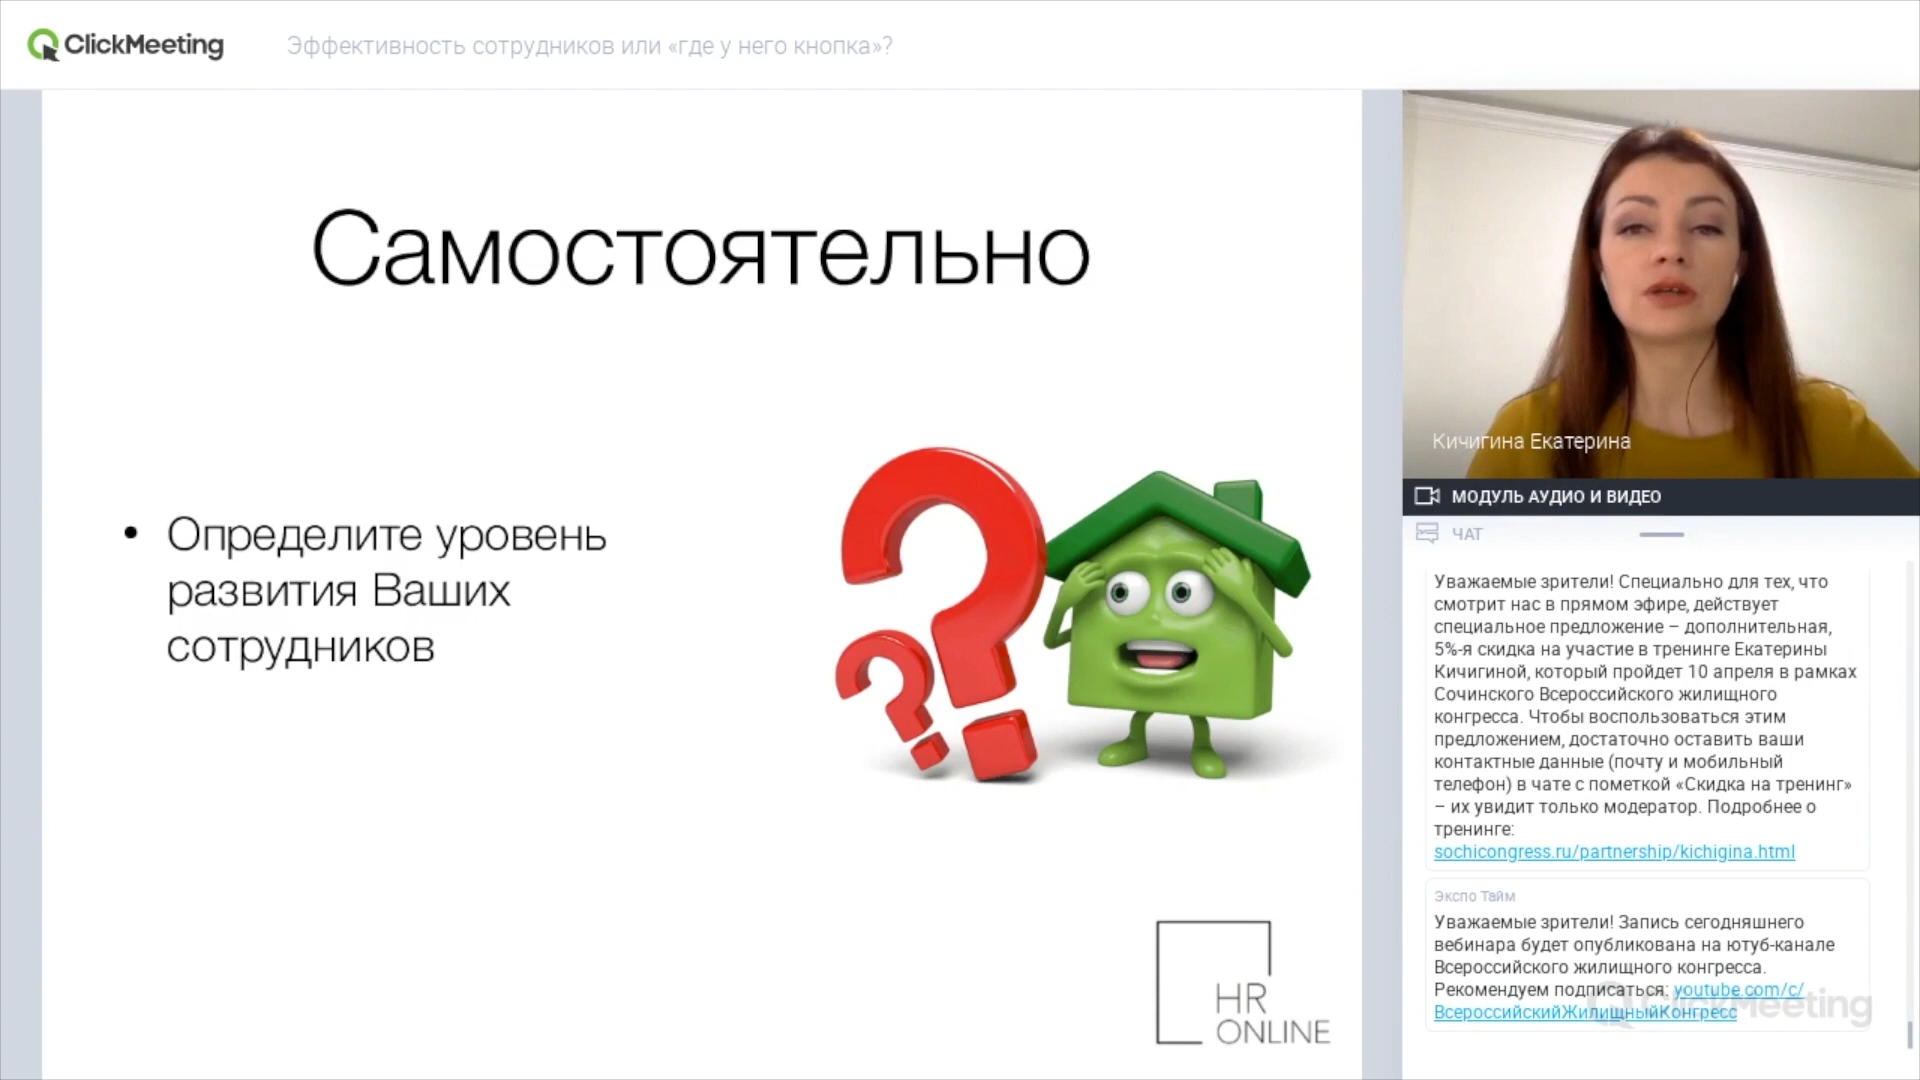 ClickMeeting
Эффективность сотрудников или «где у него кнопка»?
Самостоятельно
• Определите уровень
развития Ваших
сотрудников
HR
ONLINE
Кичигина Екатерина
МОДУЛЬ АУДИО И ВИДЕО
ЧАТ
Уважаемые зрители! Специально для тех, что
смотрит нас в прямом эфире, действует
специальное предложение – дополнительная,
5%-я скидка на участие в тренинге Екатерины
Кичигиной, который пройдет 10 апреля в рамках
Сочинского Всероссийского жилищного
конгресса. Чтобы воспользоваться этим
предложением, достаточно оставить ваши
контактные данные (почту и мобильный
телефон) в чате с пометкой «Скидка на тренинг»
– их увидит только модератор. Подробнее о
тренинге:
sochicongress.ru/partnership/kichigina.html
Экспо Тайм
Уважаемые зрители! Запись сегодняшнего
вебинара будет опубликована на ютуб-канале
Всероссийского жилищного конгресса.
Рекомендуем подписаться: youtube.com/c/
ВсероссийскийЖилищныйКонгресс
ClickMeeting